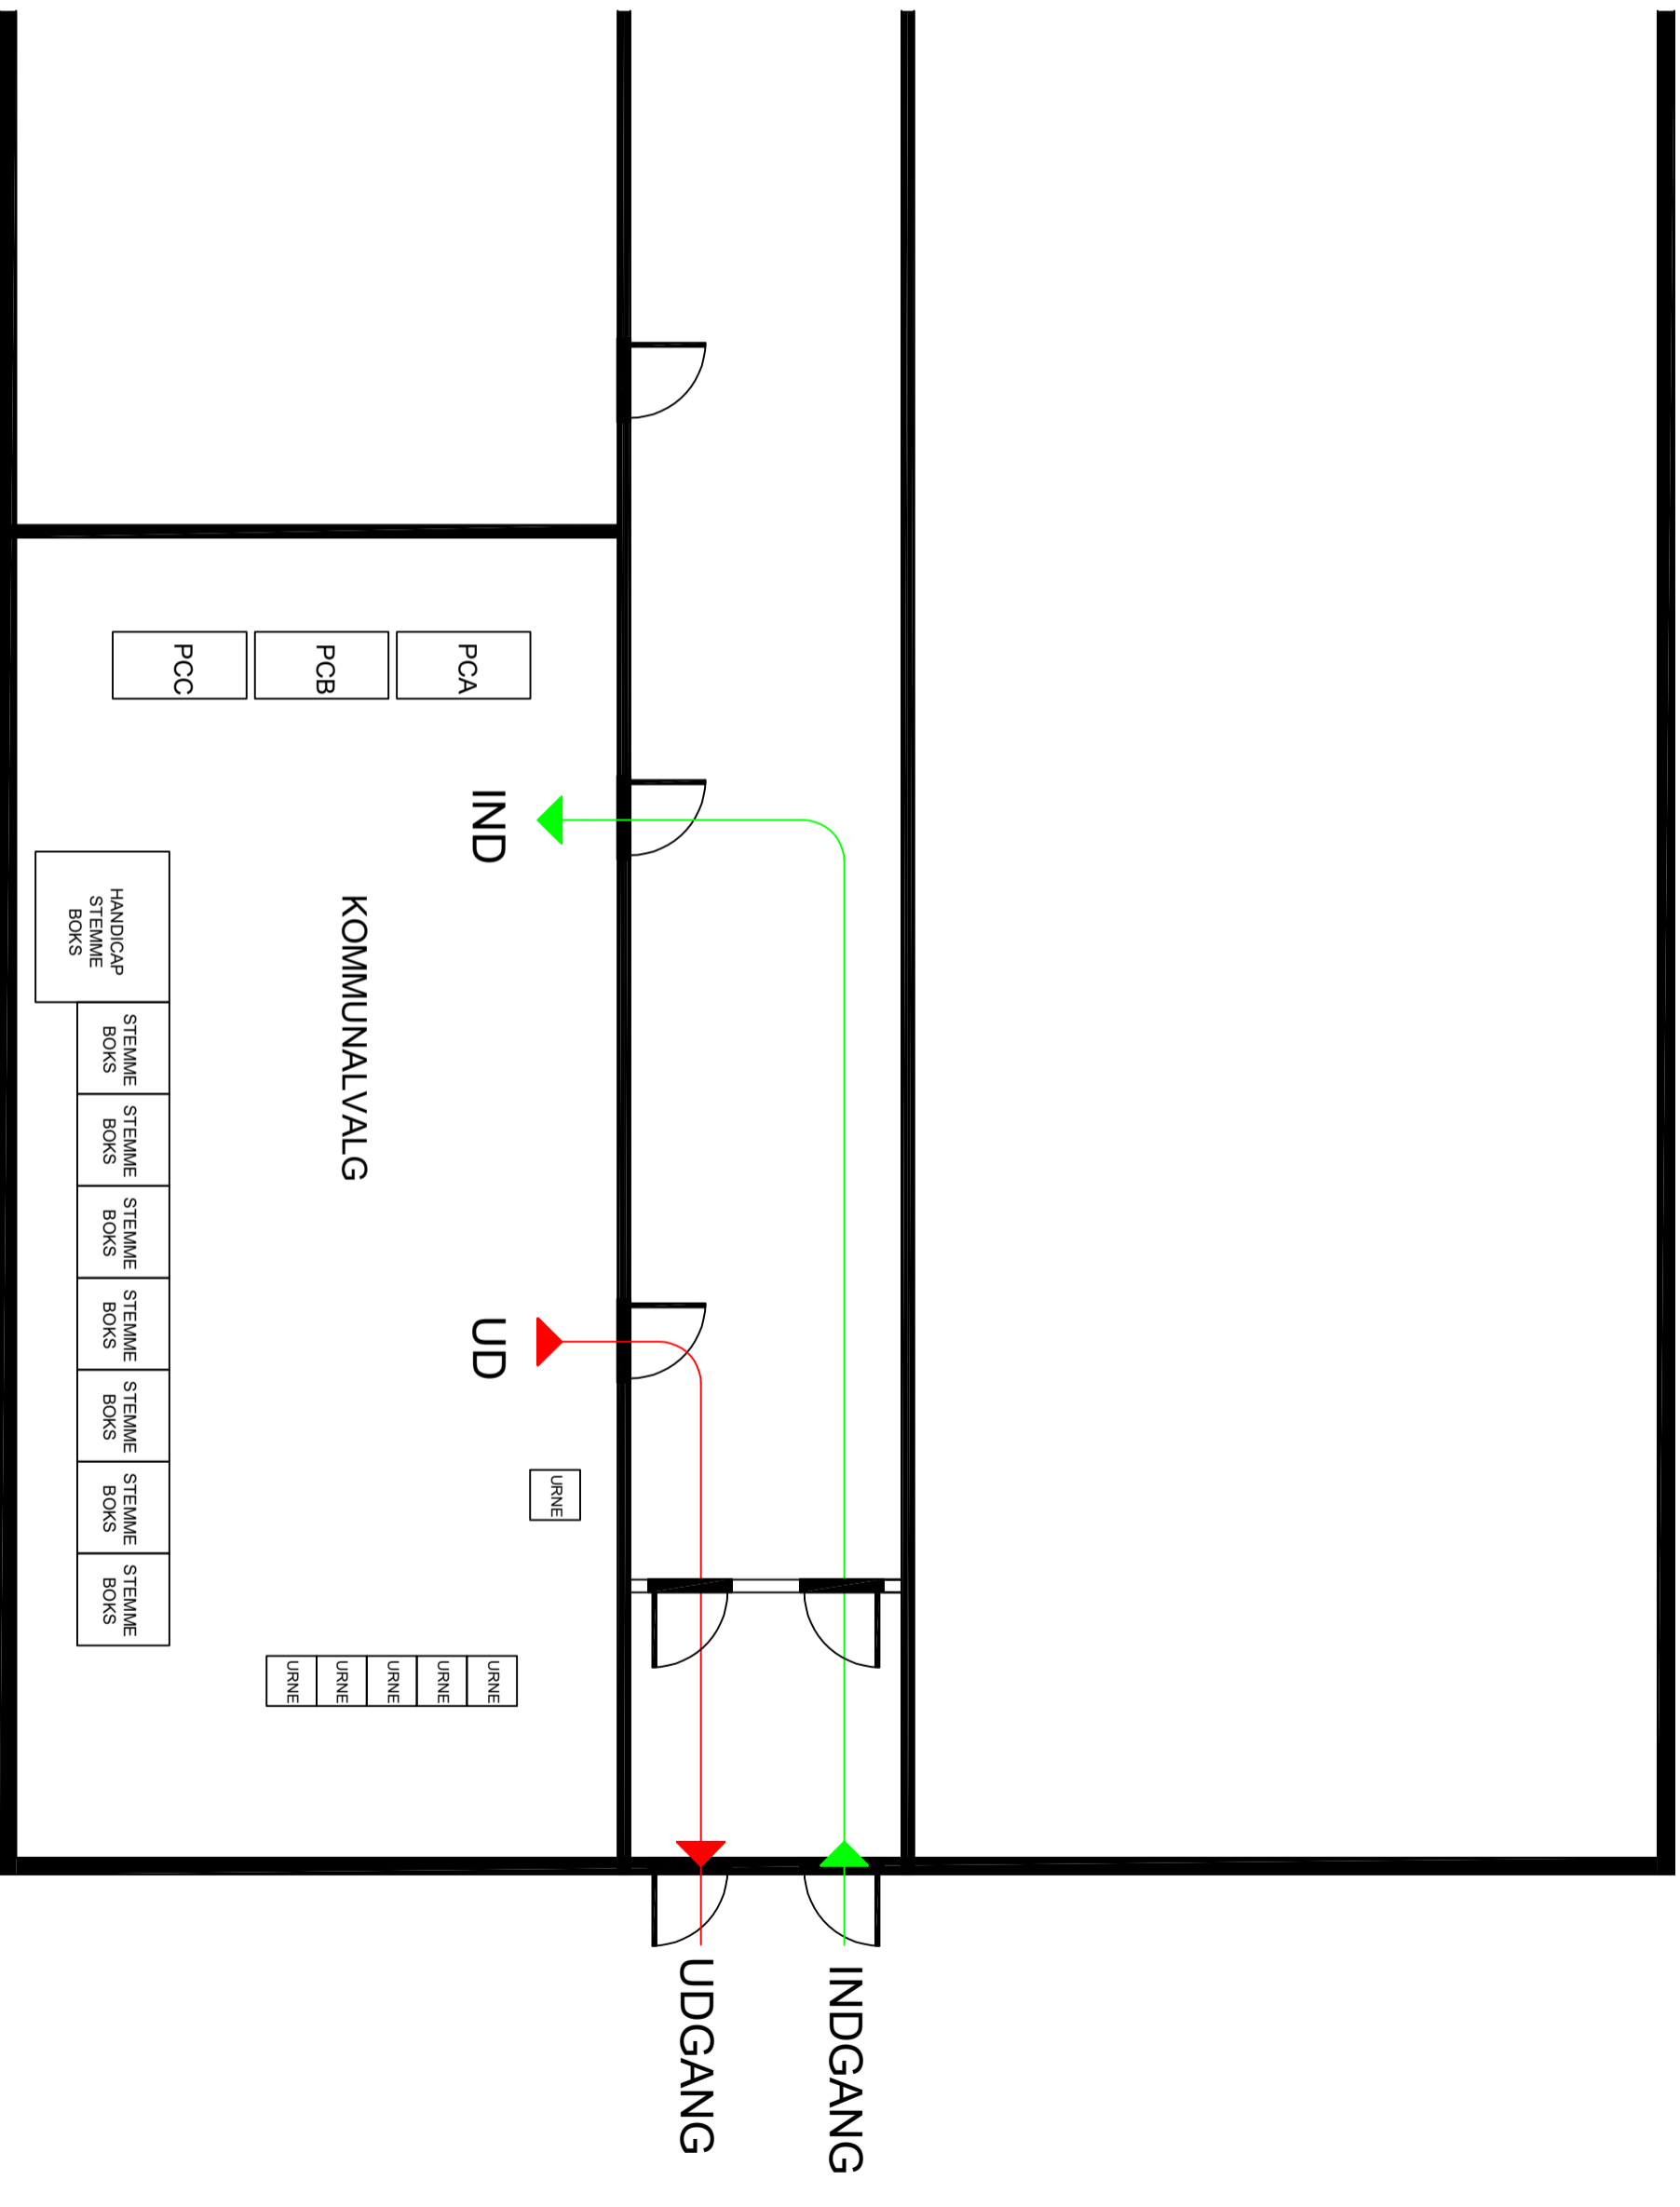 INDGANG
UDGANG
IND
UD
URNE
KOMMUNALVALG
PCA
PCB
PCC
URNE
URNE
URNE
URNE
URNE
HANDICAP
STEMME
BOKS
STEMME
BOKS
STEMME
BOKS
STEMME
BOKS
STEMME
BOKS
STEMME
BOKS
STEMME
BOKS
STEMME
BOKS